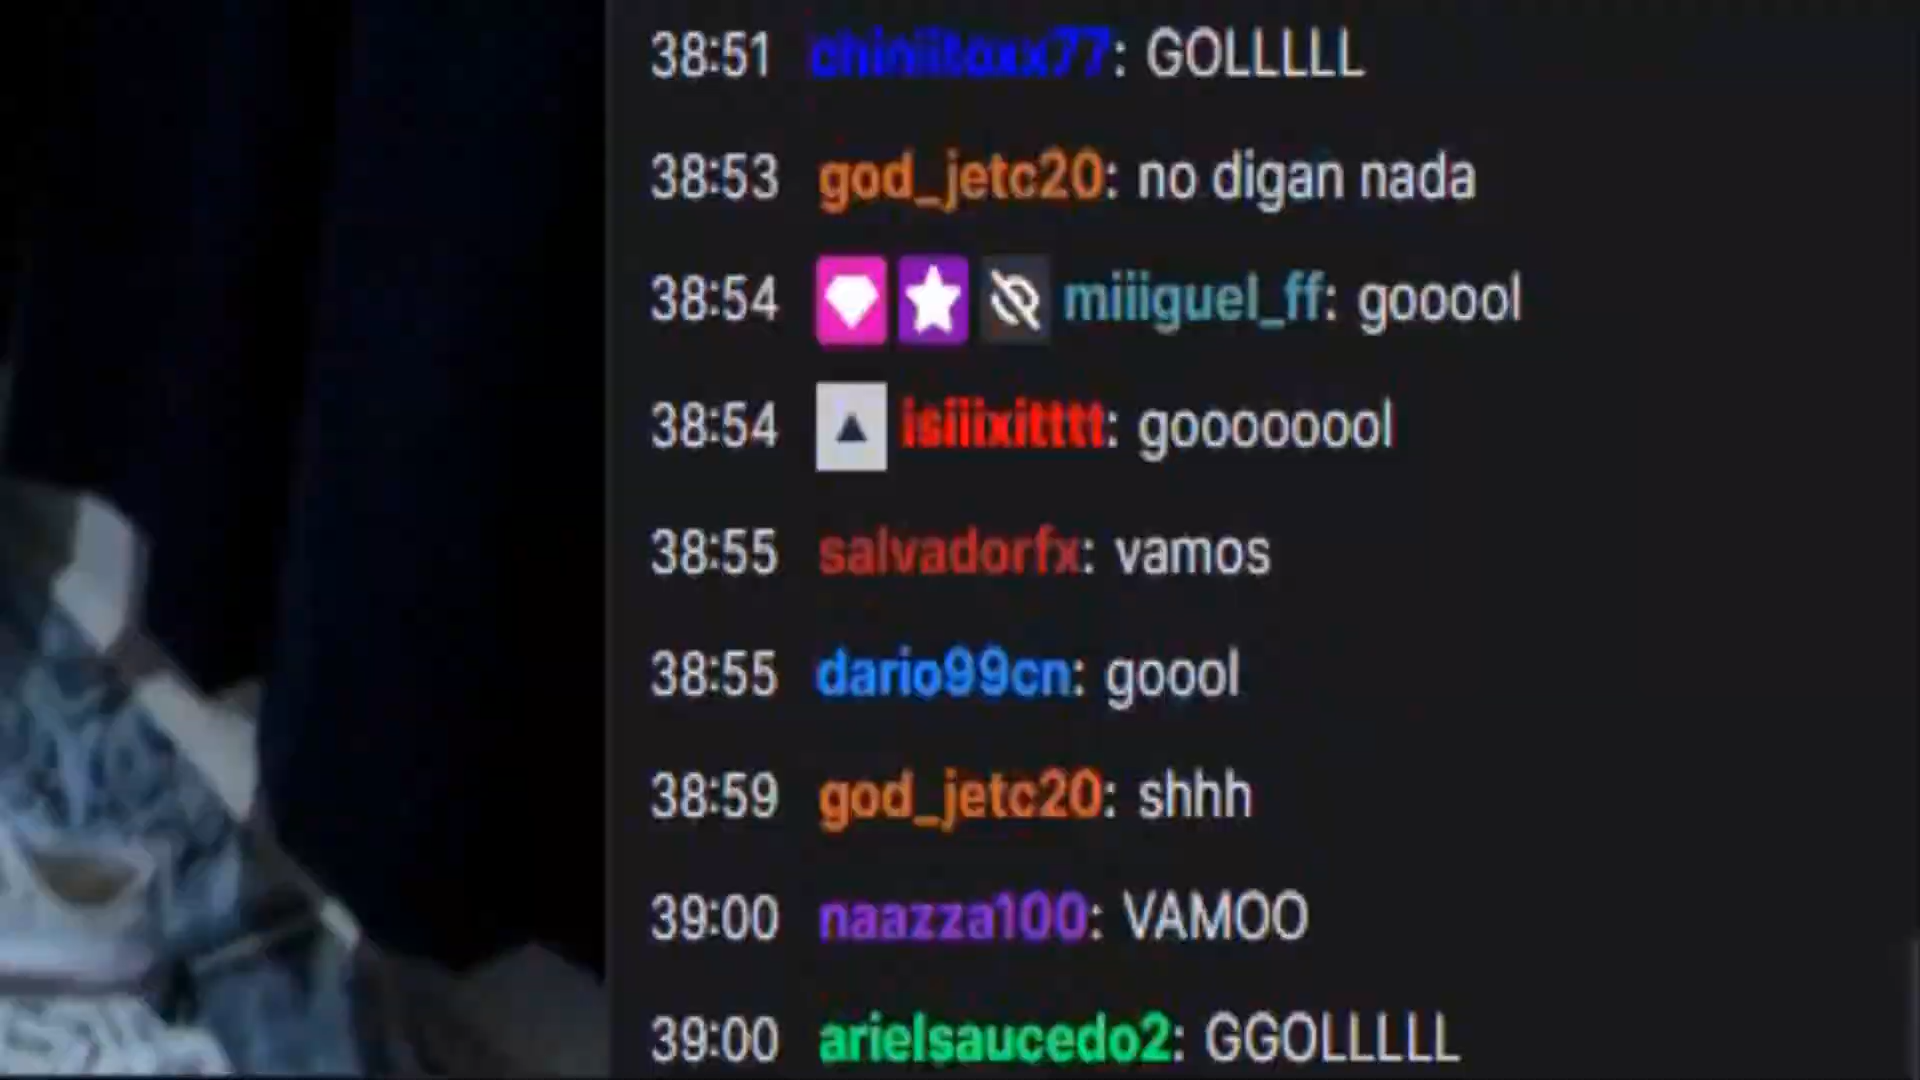 38:51 chiniitoxx77: GOLLLLL
38:53 god_jetc20: no digan nada
38:54 miiiguel_ff: gooool
38:54 isiiixitttt: goooooool
38:55 salvadorfx: vamos
38:55 dario99cn: goool
38:59 god_jetc20: shhh
39:00 naazza100: VAMOO
39:00 arielsaucedo2: GGOLLLLL